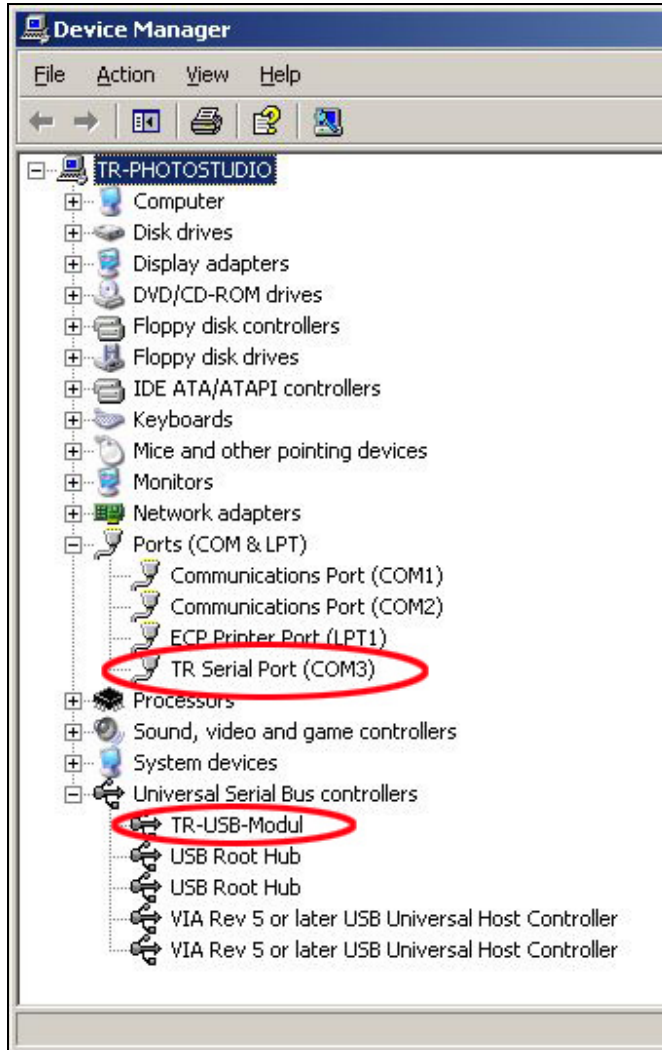 Device Manager
File Action View Help
TR-PHOTOSTUDIO
Computer
Disk drives
Display adapters
DVD/CD-ROM drives
Floppy disk controllers
Floppy disk drives
IDE ATA/ATAPI controllers
Keyboards
Mice and other pointing devices
Monitors
Network adapters
Ports (COM & LPT)
Communications Port (COM1)
Communications Port (COM2)
ECP Printer Port (LPT1)
TR Serial Port (COM3)
Processors
Sound, video and game controllers
System devices
Universal Serial Bus controllers
TR-USB-Modul
USB Root Hub
USB Root Hub
VIA Rev 5 or later USB Universal Host Controller
VIA Rev 5 or later USB Universal Host Controller